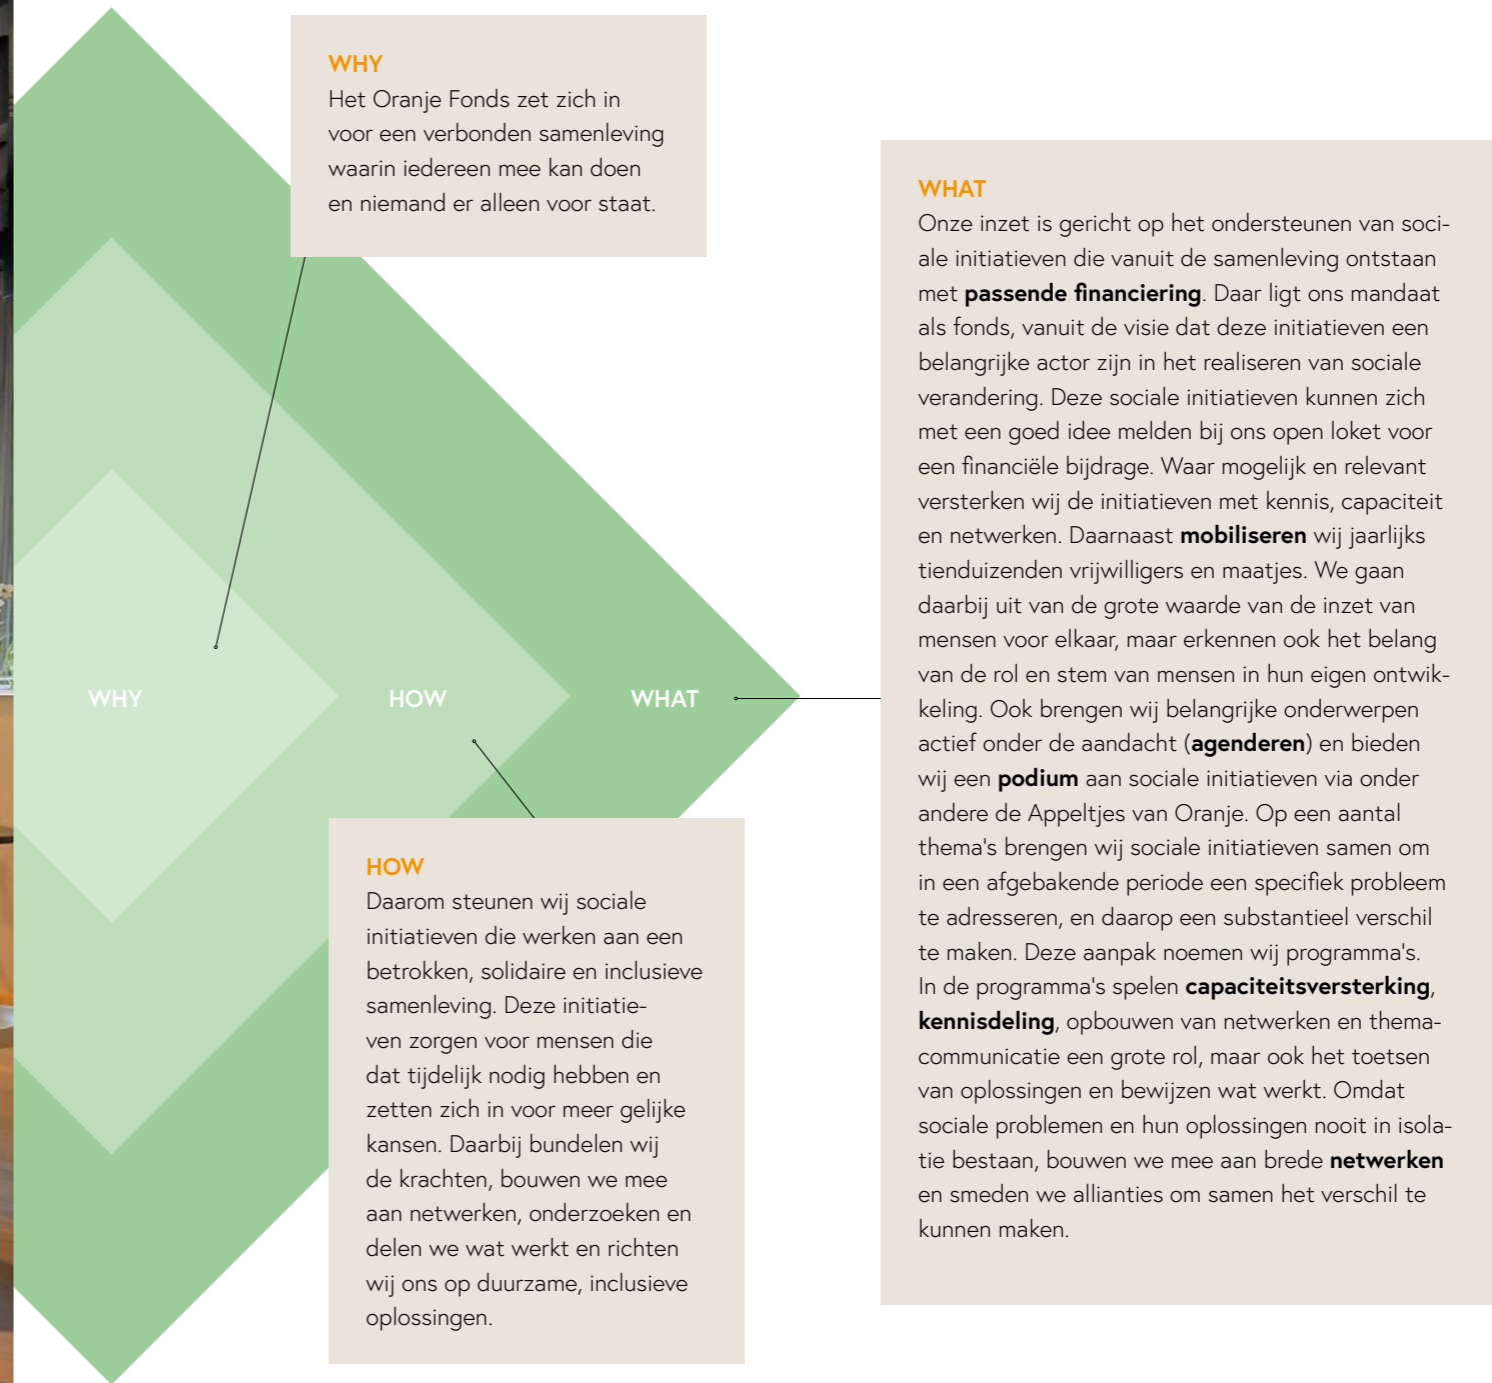 WHY
Het Oranje Fonds zet zich in
voor een verbonden samenleving
waarin iedereen mee kan doen
en niemand er alleen voor staat.
WHY
HOW
WHAT
HOW
Daarom steunen wij sociale
initiatieven die werken aan een
betrokken, solidaire en inclusieve
samenleving. Deze initiatie-
ven zorgen voor mensen die
dat tijdelijk nodig hebben en
zetten zich in voor meer gelijke
kansen. Daarbij bundelen wij
de krachten, bouwen we mee
aan netwerken, onderzoeken en
delen we wat werkt en richten
wij ons op duurzame, inclusieve
oplossingen.
WHAT
Onze inzet is gericht op het ondersteunen van soci-
ale initiatieven die vanuit de samenleving ontstaan
met passende financiering. Daar ligt ons mandaat
als fonds, vanuit de visie dat deze initiatieven een
belangrijke actor zijn in het realiseren van sociale
verandering. Deze sociale initiatieven kunnen zich
met een goed idee melden bij ons open loket voor
een financiële bijdrage. Waar mogelijk en relevant
versterken wij de initiatieven met kennis, capaciteit
en netwerken. Daarnaast mobiliseren wij jaarlijks
tienduizenden vrijwilligers en maatjes. We gaan
daarbij uit van de grote waarde van de inzet van
mensen voor elkaar, maar erkennen ook het belang
van de rol en stem van mensen in hun eigen ontwik-
keling. Ook brengen wij belangrijke onderwerpen
actief onder de aandacht (agenderen) en bieden
wij een podium aan sociale initiatieven via onder
andere de Appeltjes van Oranje. Op een aantal
thema's brengen wij sociale initiatieven samen om
in een afgebakende periode een specifiek probleem
te adresseren, en daarop een substantieel verschil
te maken. Deze aanpak noemen wij programma's.
In de programma's spelen capaciteitsversterking,
kennisdeling, opbouwen van netwerken en thema-
communicatie een grote rol, maar ook het toetsen
van oplossingen en bewijzen wat werkt. Omdat
sociale problemen en hun oplossingen nooit in isola-
tie bestaan, bouwen we mee aan brede netwerken
en smeden we allianties om samen het verschil te
kunnen maken.